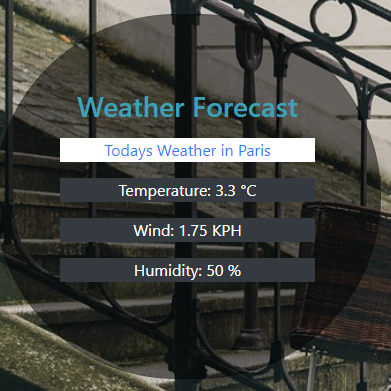 Weather Forecast
Todays Weather in Paris
Temperature: 3.3 °C
Wind: 1.75 KPH
Humidity: 50 %